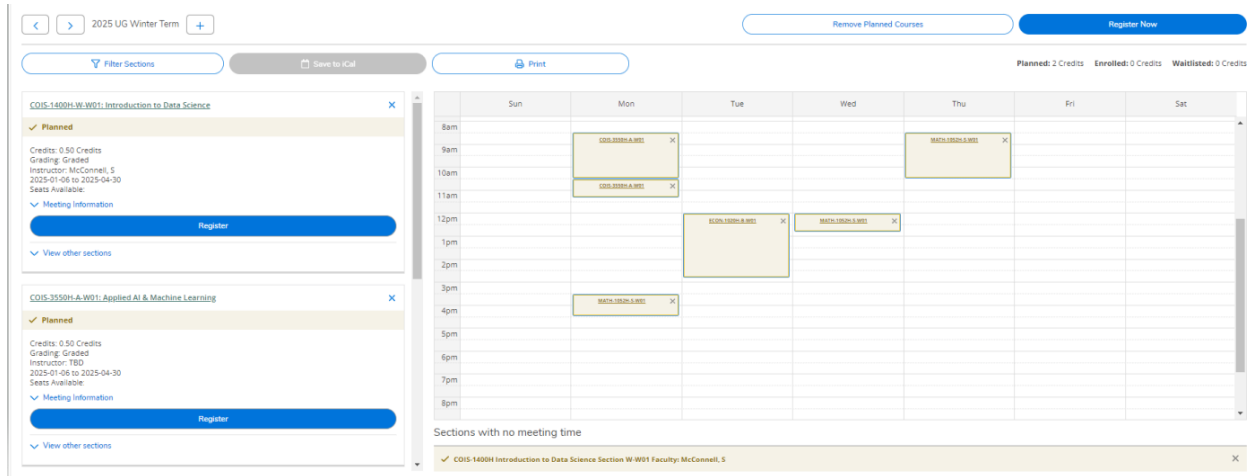 2025 UG Winter Term
+
Remove Planned Courses
Register Now
Filter Sections
Save to iCal
Print
Planned: 2 Credits Enrolled: 0 Credits Waitlisted: 0 Credits
COIS-1400H-W-W01: Introduction to Data Science
Planned
Credits: 0.50 Credits
Grading: Graded
Instructor: McConnell, S
2025-01-06 to 2025-04-30
Seats Available:
Meeting Information
Register
View other sections
COIS-3550H-A-W01: Applied AI & Machine Learning
Planned
Credits: 0.50 Credits
Grading: Graded
Instructor: TBD
2025-01-06 to 2025-04-30
Seats Available:
Meeting Information
Register
View other sections
Sun Mon Tue Wed Thu Fri Sat
8am
COIS-3550H-A-W01 MATH-1052H-S-W01
9am
10am
COIS-3550H-A-W01
11am
12pm
ECON-1020H-B-W01 MATH-1052H-S-W01
1pm
2pm
3pm
MATH-1052H-S-W01
4pm
5pm
6pm
7pm
8pm
Sections with no meeting time
COIS-1400H Introduction to Data Science Section W-W01 Faculty: McConnell, S